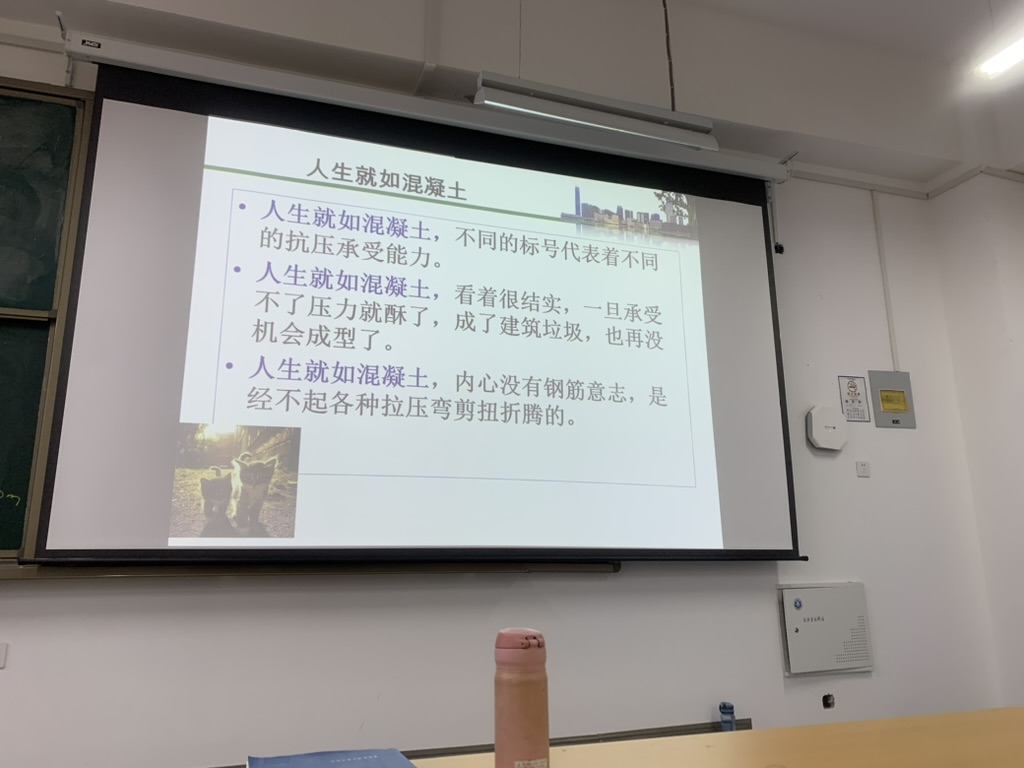 人生就如混凝土
• 人生就如混凝土，不同的标号代表着不同
的抗压承受能力。
• 人生就如混凝土，看着很结实，一旦承受
不了压力就酥了，成了建筑垃圾，也再没
机会成型了。
• 人生就如混凝土，内心没有钢筋意志，是
经不起各种拉压弯剪扭折腾的。